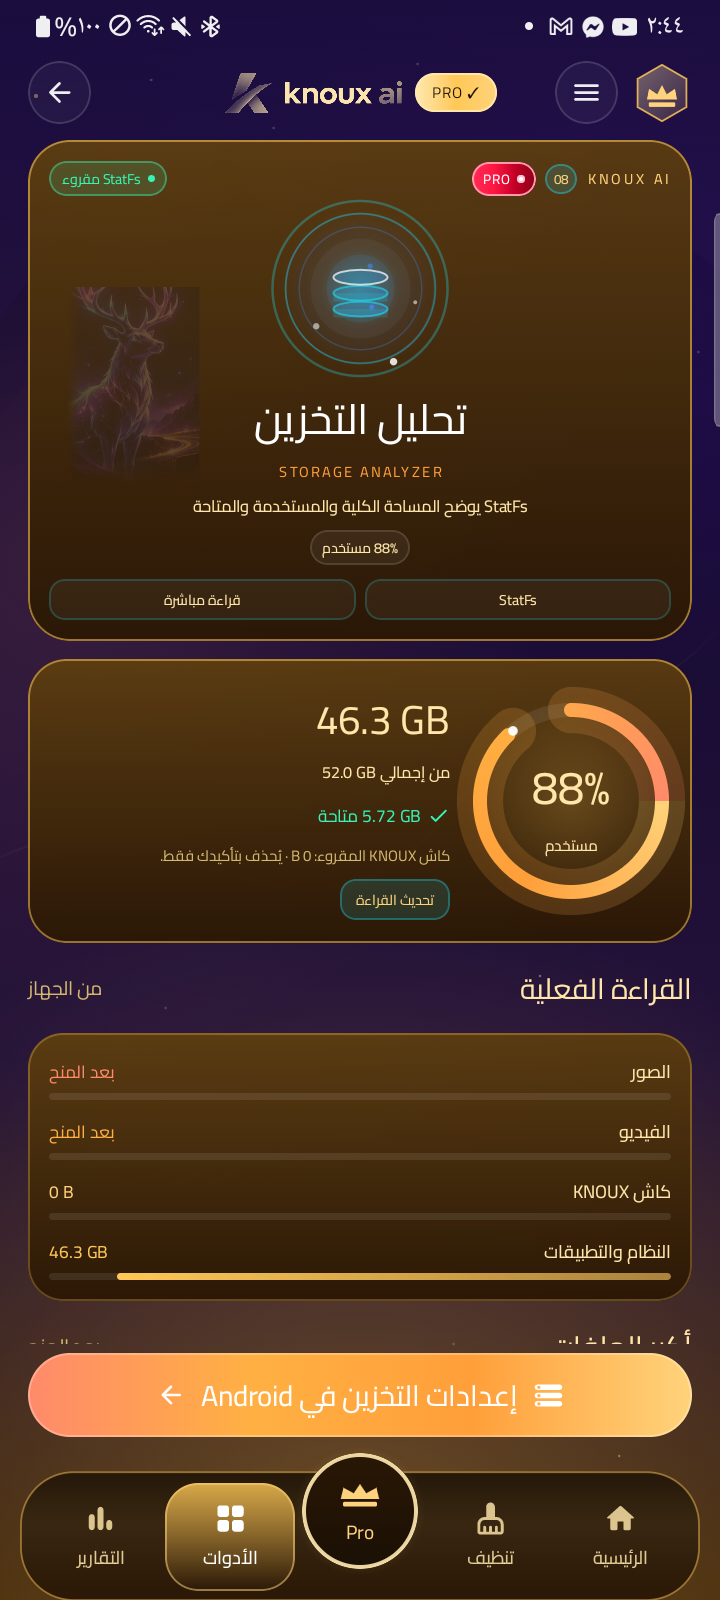 ٢:٤٤
%١٠٠
knoux ai PRO ✓
KNOUX AI 08 PRO
StatFs مقروء
تحليل التخزين
STORAGE ANALYZER
StatFs يوضح المساحة الكلية والمستخدمة والمتاحة
88% مستخدم
StatFs
قراءة مباشرة
88%
مستخدم
46.3 GB
من إجمالي 52.0 GB
5.72 GB متاحة
كاش KNOUX المقروء: 0 B · يُحذف بتأكيدك فقط.
تحديث القراءة
القراءة الفعلية
من الجهاز
الصور بعد المنح
الفيديو بعد المنح
كاش KNOUX 0 B
النظام والتطبيقات 46.3 GB
أكبر الملفات
بعد المنح
إعدادات التخزين في Android
الرئيسية
تنظيف
Pro
الأدوات
التقارير